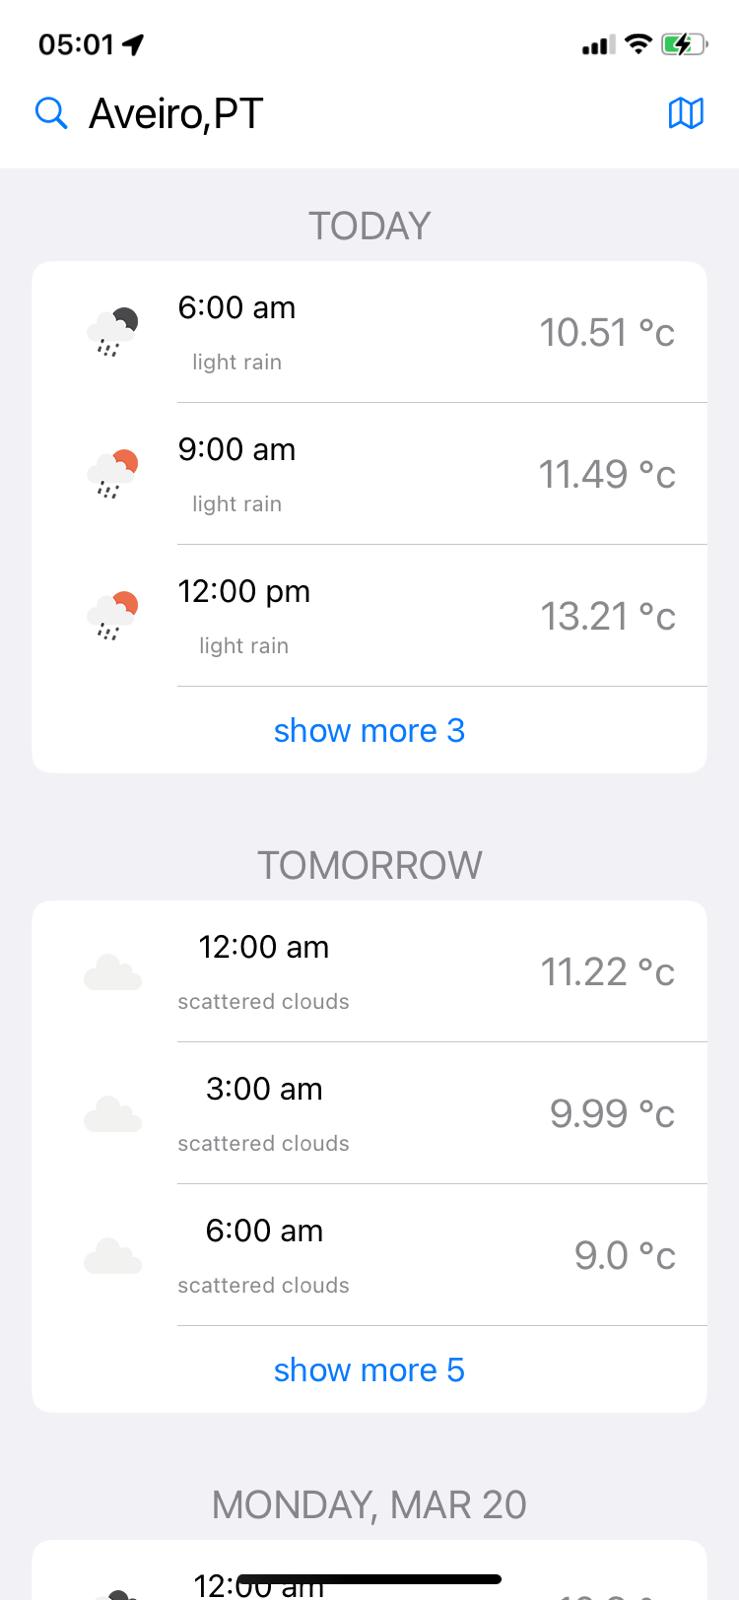 05:01
Aveiro,PT
TODAY
6:00 am
light rain
10.51 °c
9:00 am
light rain
11.49 °c
12:00 pm
light rain
13.21 °c
show more 3
TOMORROW
12:00 am
scattered clouds
11.22 °c
3:00 am
scattered clouds
9.99 °c
6:00 am
scattered clouds
9.0 °c
show more 5
MONDAY, MAR 20
12:00 am